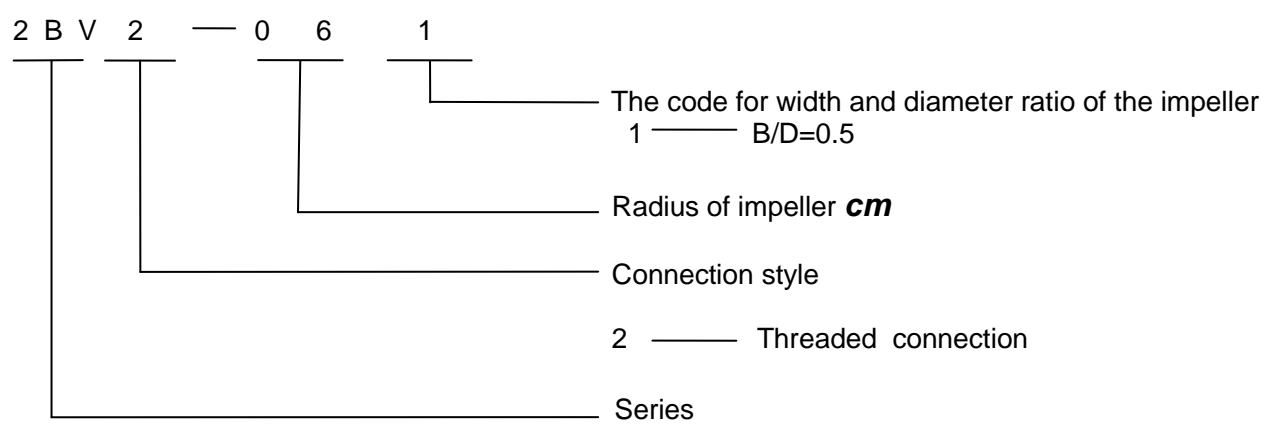 2 B V 2 — 0 6 1
The code for width and diameter ratio of the impeller
1 —— B/D=0.5
Radius of impeller cm
Connection style
2 —— Threaded connection
Series